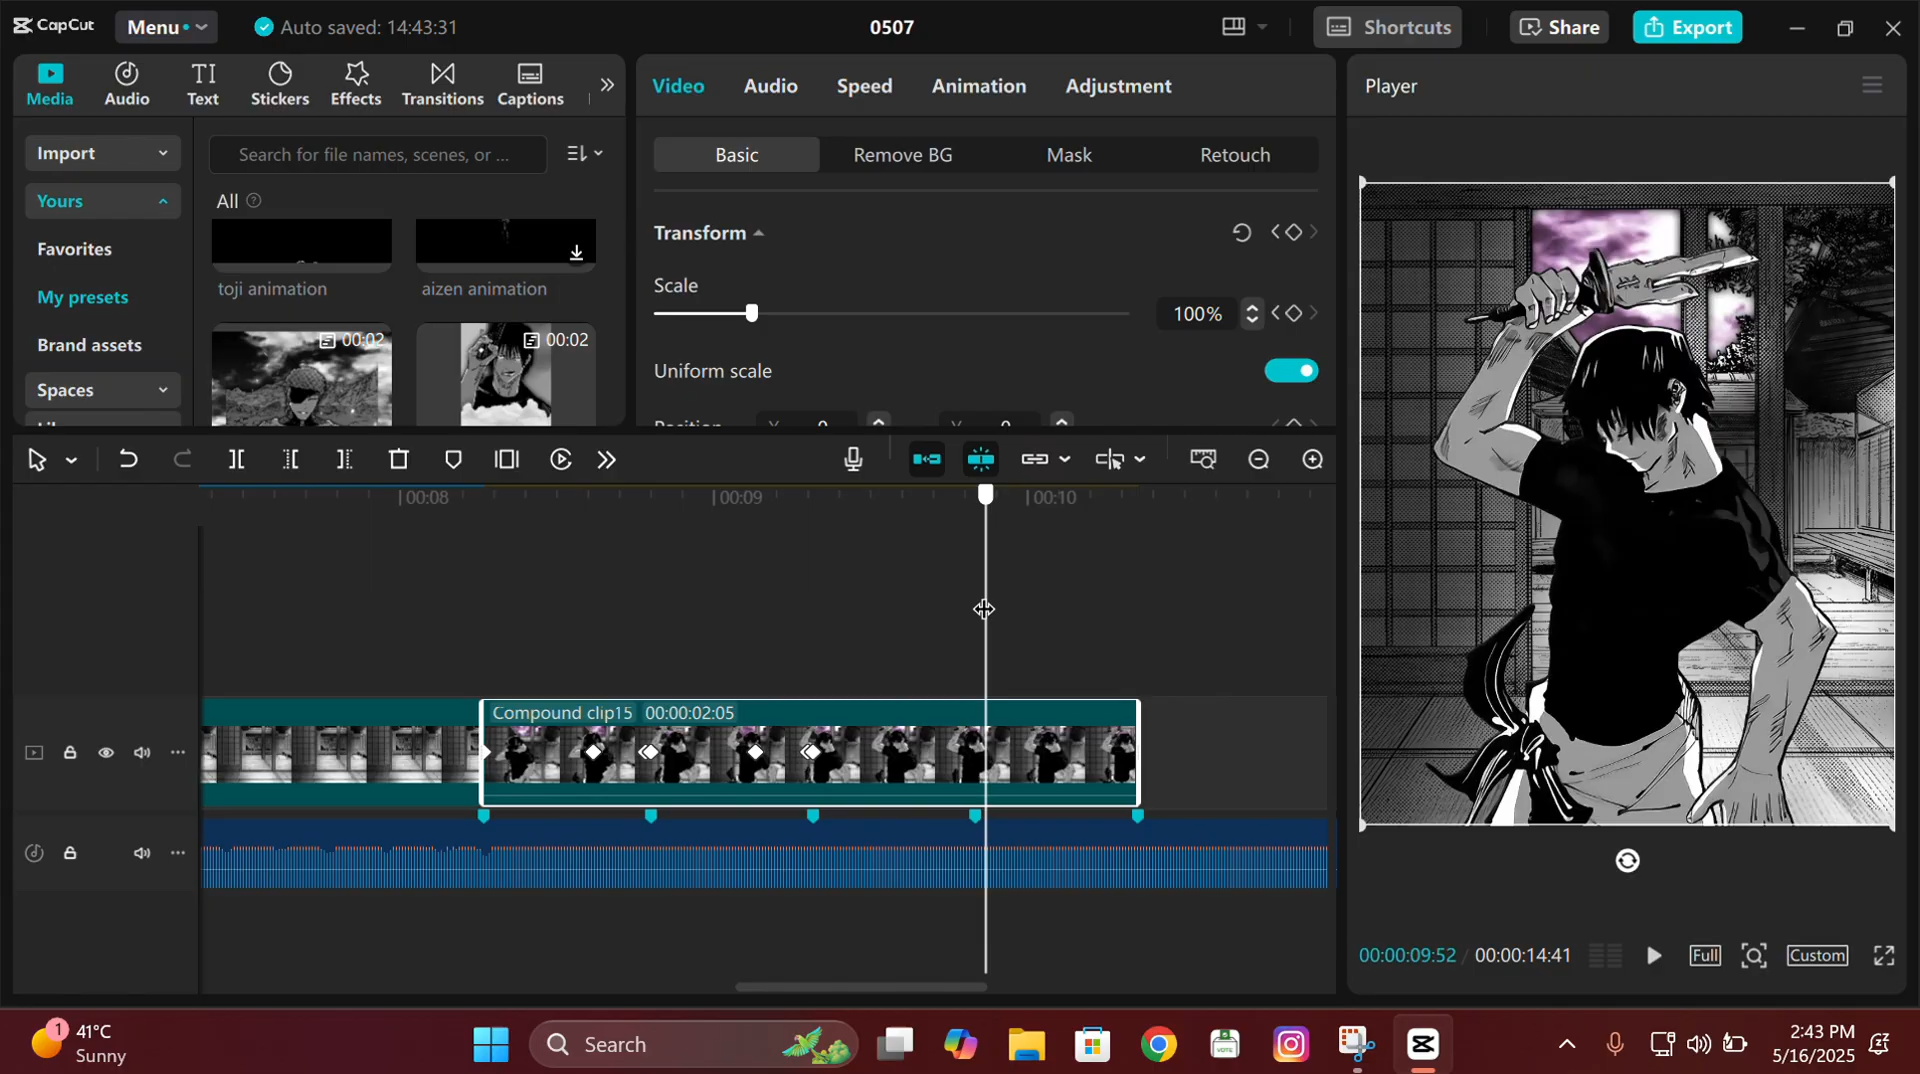 CapCut
Menu
Auto saved: 14:43:31
0507
Shortcuts
Share
Export
Media
Audio
Text
Stickers
Effects
Transitions
Captions
Video
Audio
Speed
Animation
Adjustment
Player
Import
Search for file names, scenes, or ...
Basic
Remove BG
Mask
Retouch
Yours
All
Favorites
My presets
Brand assets
Spaces
toji animation
aizen animation
00:02
00:02
Transform
Scale
100%
Uniform scale
Position
00:08
00:09
00:10
Compound clip15 00:00:02:05
00:00:09:52 / 00:00:14:41
Full
Custom
1
41°C
Sunny
Search
VOTE
2:43 PM
5/16/2025